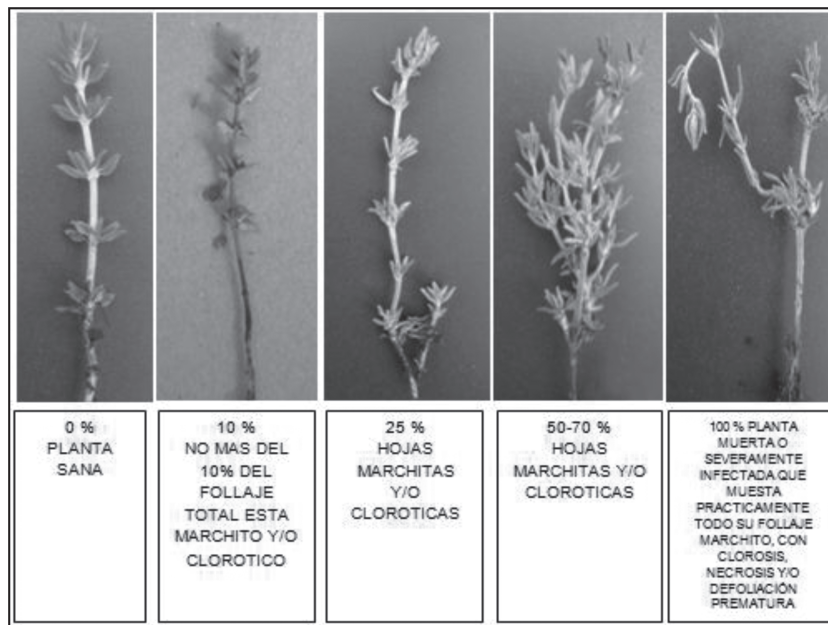 0 %
PLANTA
SANA
10 %
NO MAS DEL
10% DEL
FOLLAJE
TOTAL ESTA
MARCHITO Y/O
CLOROTICO
25 %
HOJAS
MARCHITAS
Y/O
CLOROTICAS
50-70 %
HOJAS
MARCHITAS Y/O
CLOROTICAS
100 % PLANTA
MUERTA O
SEVERAMENTE
INFECTADA QUE
MUESTA
PRACTICAMENTE
TODO SU FOLLAJE
MARCHITO, CON
CLOROSIS,
NECROSIS Y/O
DEFOLIACIÓN
PREMATURA